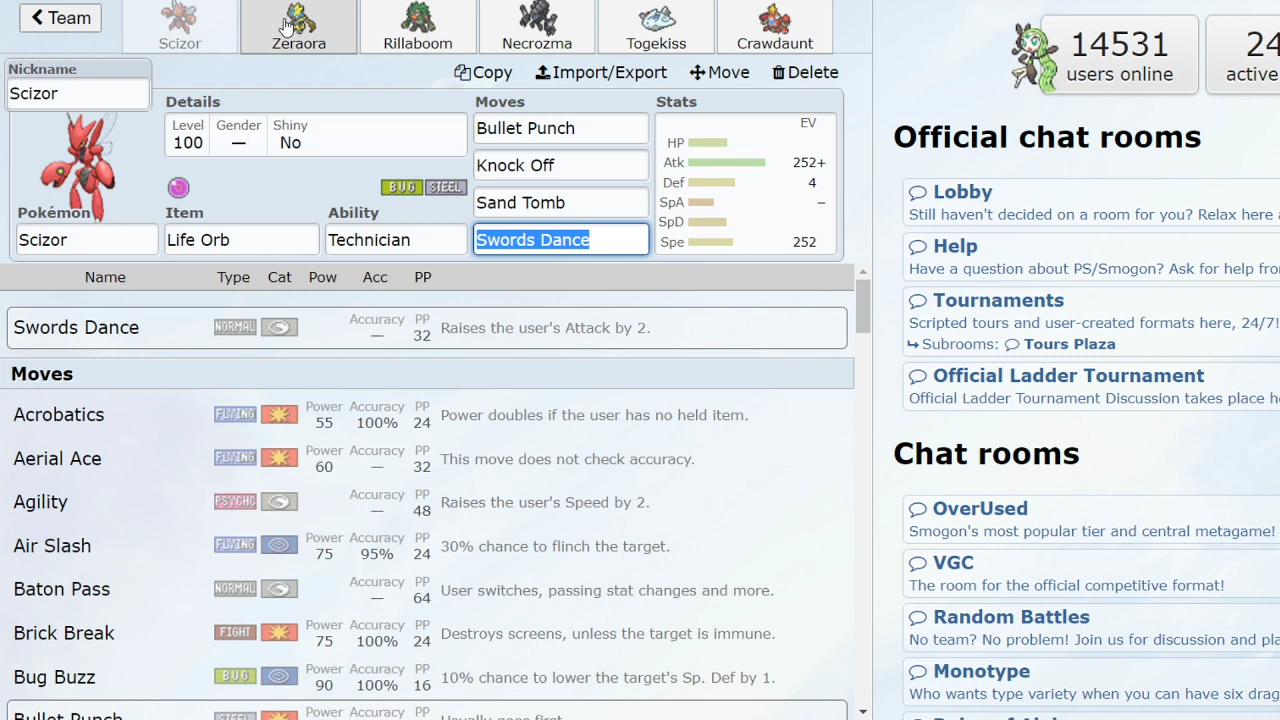 Team
Scizor
Zeraora
Rillaboom
Necrozma
Togekiss
Crawdaunt
Nickname
Scizor
Copy
Import/Export
Move
Delete
Details
Level
100
Gender
—
Shiny
No
BUG STEEL
Pokémon
Scizor
Item
Life Orb
Ability
Technician
Moves
Bullet Punch
Knock Off
Sand Tomb
Swords Dance
Stats
EV
HP
Atk 252+
Def 4
SpA –
SpD
Spe 252
Name Type Cat Pow Acc PP
Swords Dance NORMAL Accuracy — PP 32 Raises the user's Attack by 2.
Moves
Acrobatics FLYING Power 55 Accuracy 100% PP 24 Power doubles if the user has no held item.
Aerial Ace FLYING Power 60 Accuracy — PP 32 This move does not check accuracy.
Agility PSYCHC Accuracy — PP 48 Raises the user's Speed by 2.
Air Slash FLYING Power 75 Accuracy 95% PP 24 30% chance to flinch the target.
Baton Pass NORMAL Accuracy — PP 64 User switches, passing stat changes and more.
Brick Break FIGHT Power 75 Accuracy 100% PP 24 Destroys screens, unless the target is immune.
Bug Buzz BUG Power 90 Accuracy 100% PP 16 10% chance to lower the target's Sp. Def by 1.
Bullet Punch STEEL Power Accuracy PP Usually goes first.
14531
users online
24
active
Official chat rooms
Lobby
Still haven't decided on a room for you? Relax here
Help
Have a question about PS/Smogon? Ask for help from
Tournaments
Scripted tours and user-created formats here, 24/7!
Subrooms: Tours Plaza
Official Ladder Tournament
Official Ladder Tournament Discussion takes place
Chat rooms
OverUsed
Smogon's most popular tier and central metagame!
VGC
The room for the official competitive format!
Random Battles
No team? No problem! Join us for discussion and
Monotype
Who wants type variety when you can have six